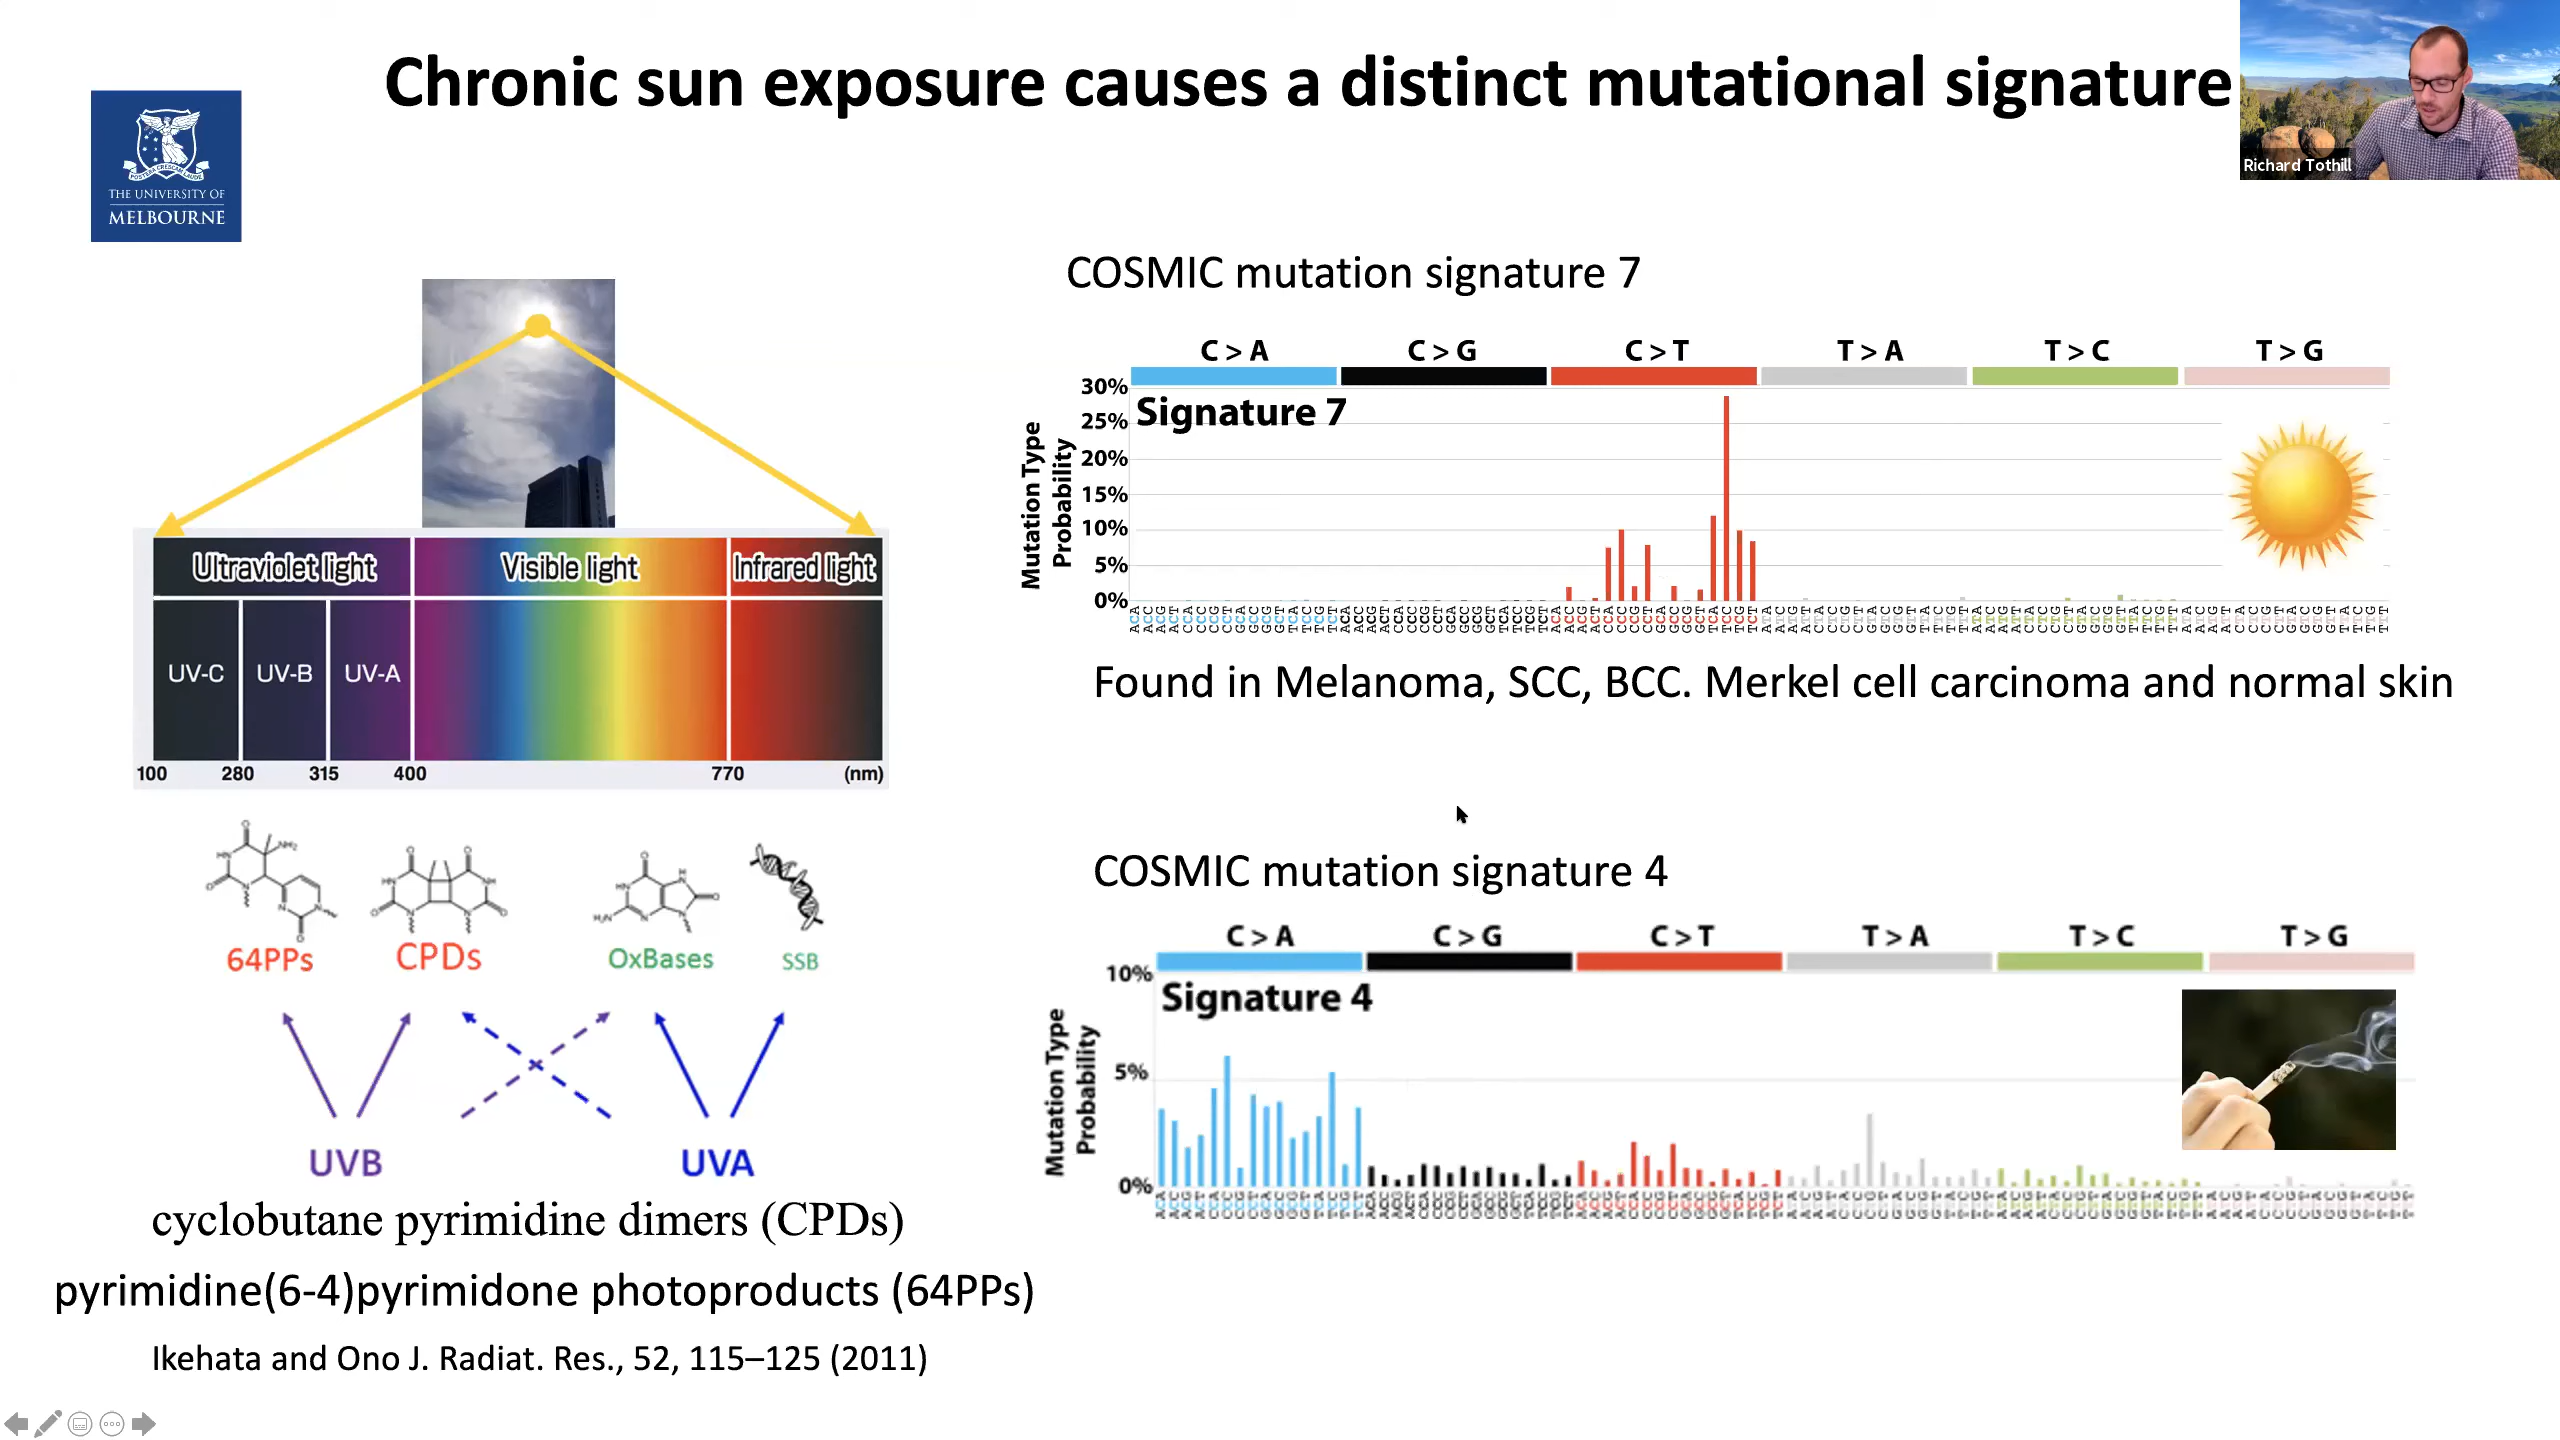 Chronic sun exposure causes a distinct mutational signature
Richard Tothill
THE UNIVERSITY OF
MELBOURNE
Ultraviolet light
Visible light
Infrared light
UV-C
UV-B
UV-A
100
280
315
400
770
(nm)
64PPs
CPDs
OxBases
SSB
UVB
UVA
cyclobutane pyrimidine dimers (CPDs)
pyrimidine(6-4)pyrimidone photoproducts (64PPs)
Ikehata and Ono J. Radiat. Res., 52, 115–125 (2011)
COSMIC mutation signature 7
C > A
C > G
C > T
T > A
T > C
T > G
Signature 7
Mutation Type
Probability
30%
25%
20%
15%
10%
5%
0%
Found in Melanoma, SCC, BCC. Merkel cell carcinoma and normal skin
COSMIC mutation signature 4
C > A
C > G
C > T
T > A
T > C
T > G
Signature 4
Mutation Type
Probability
10%
5%
0%